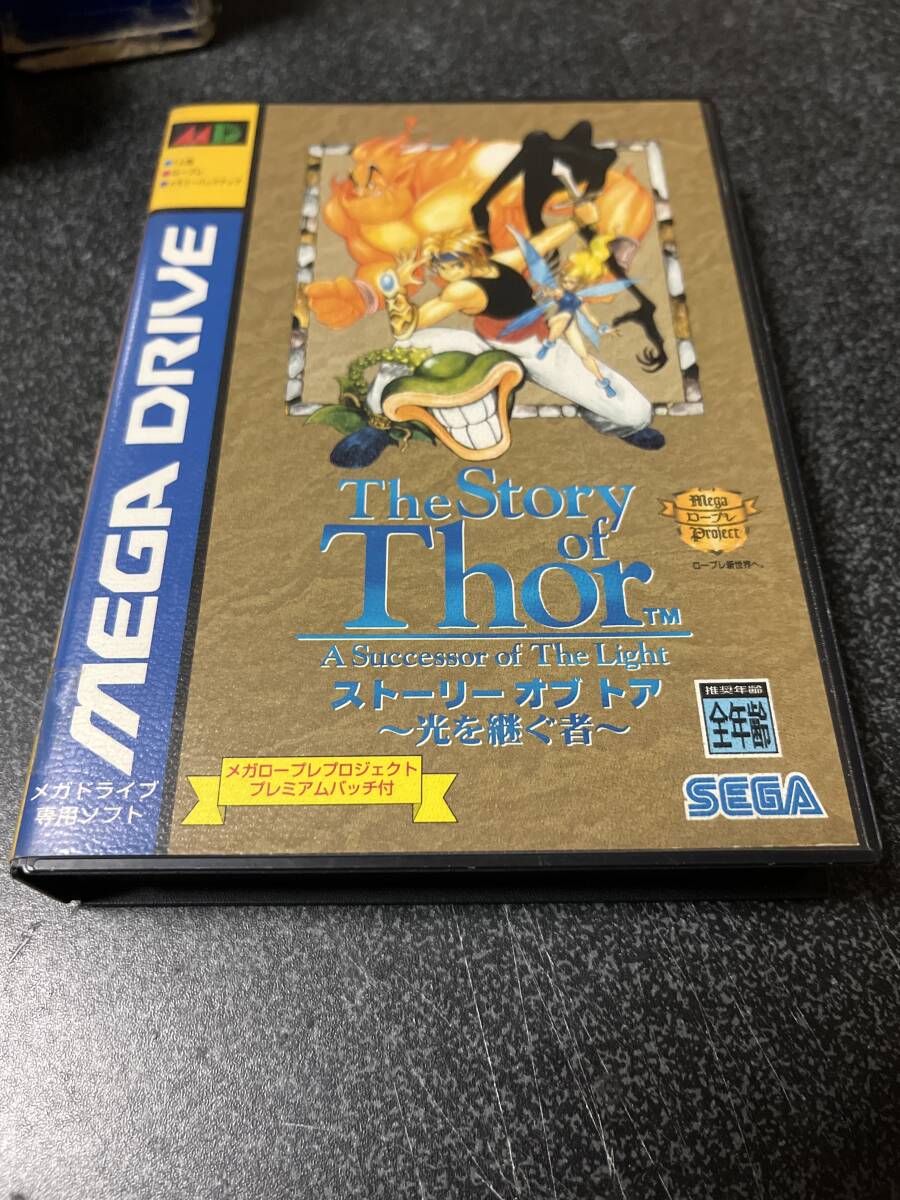 MEGA DRIVE
メガドライブ
専用ソフト
The Story
of
Thor TM
A Successor of The Light
ストーリー オブ トア
〜光を継ぐ者〜
Mega
ロープレ
Project
ロープレ新世界へ。
推奨年齢
全年齢
メガロープレプロジェクト
プレミアムバッチ付
SEGA